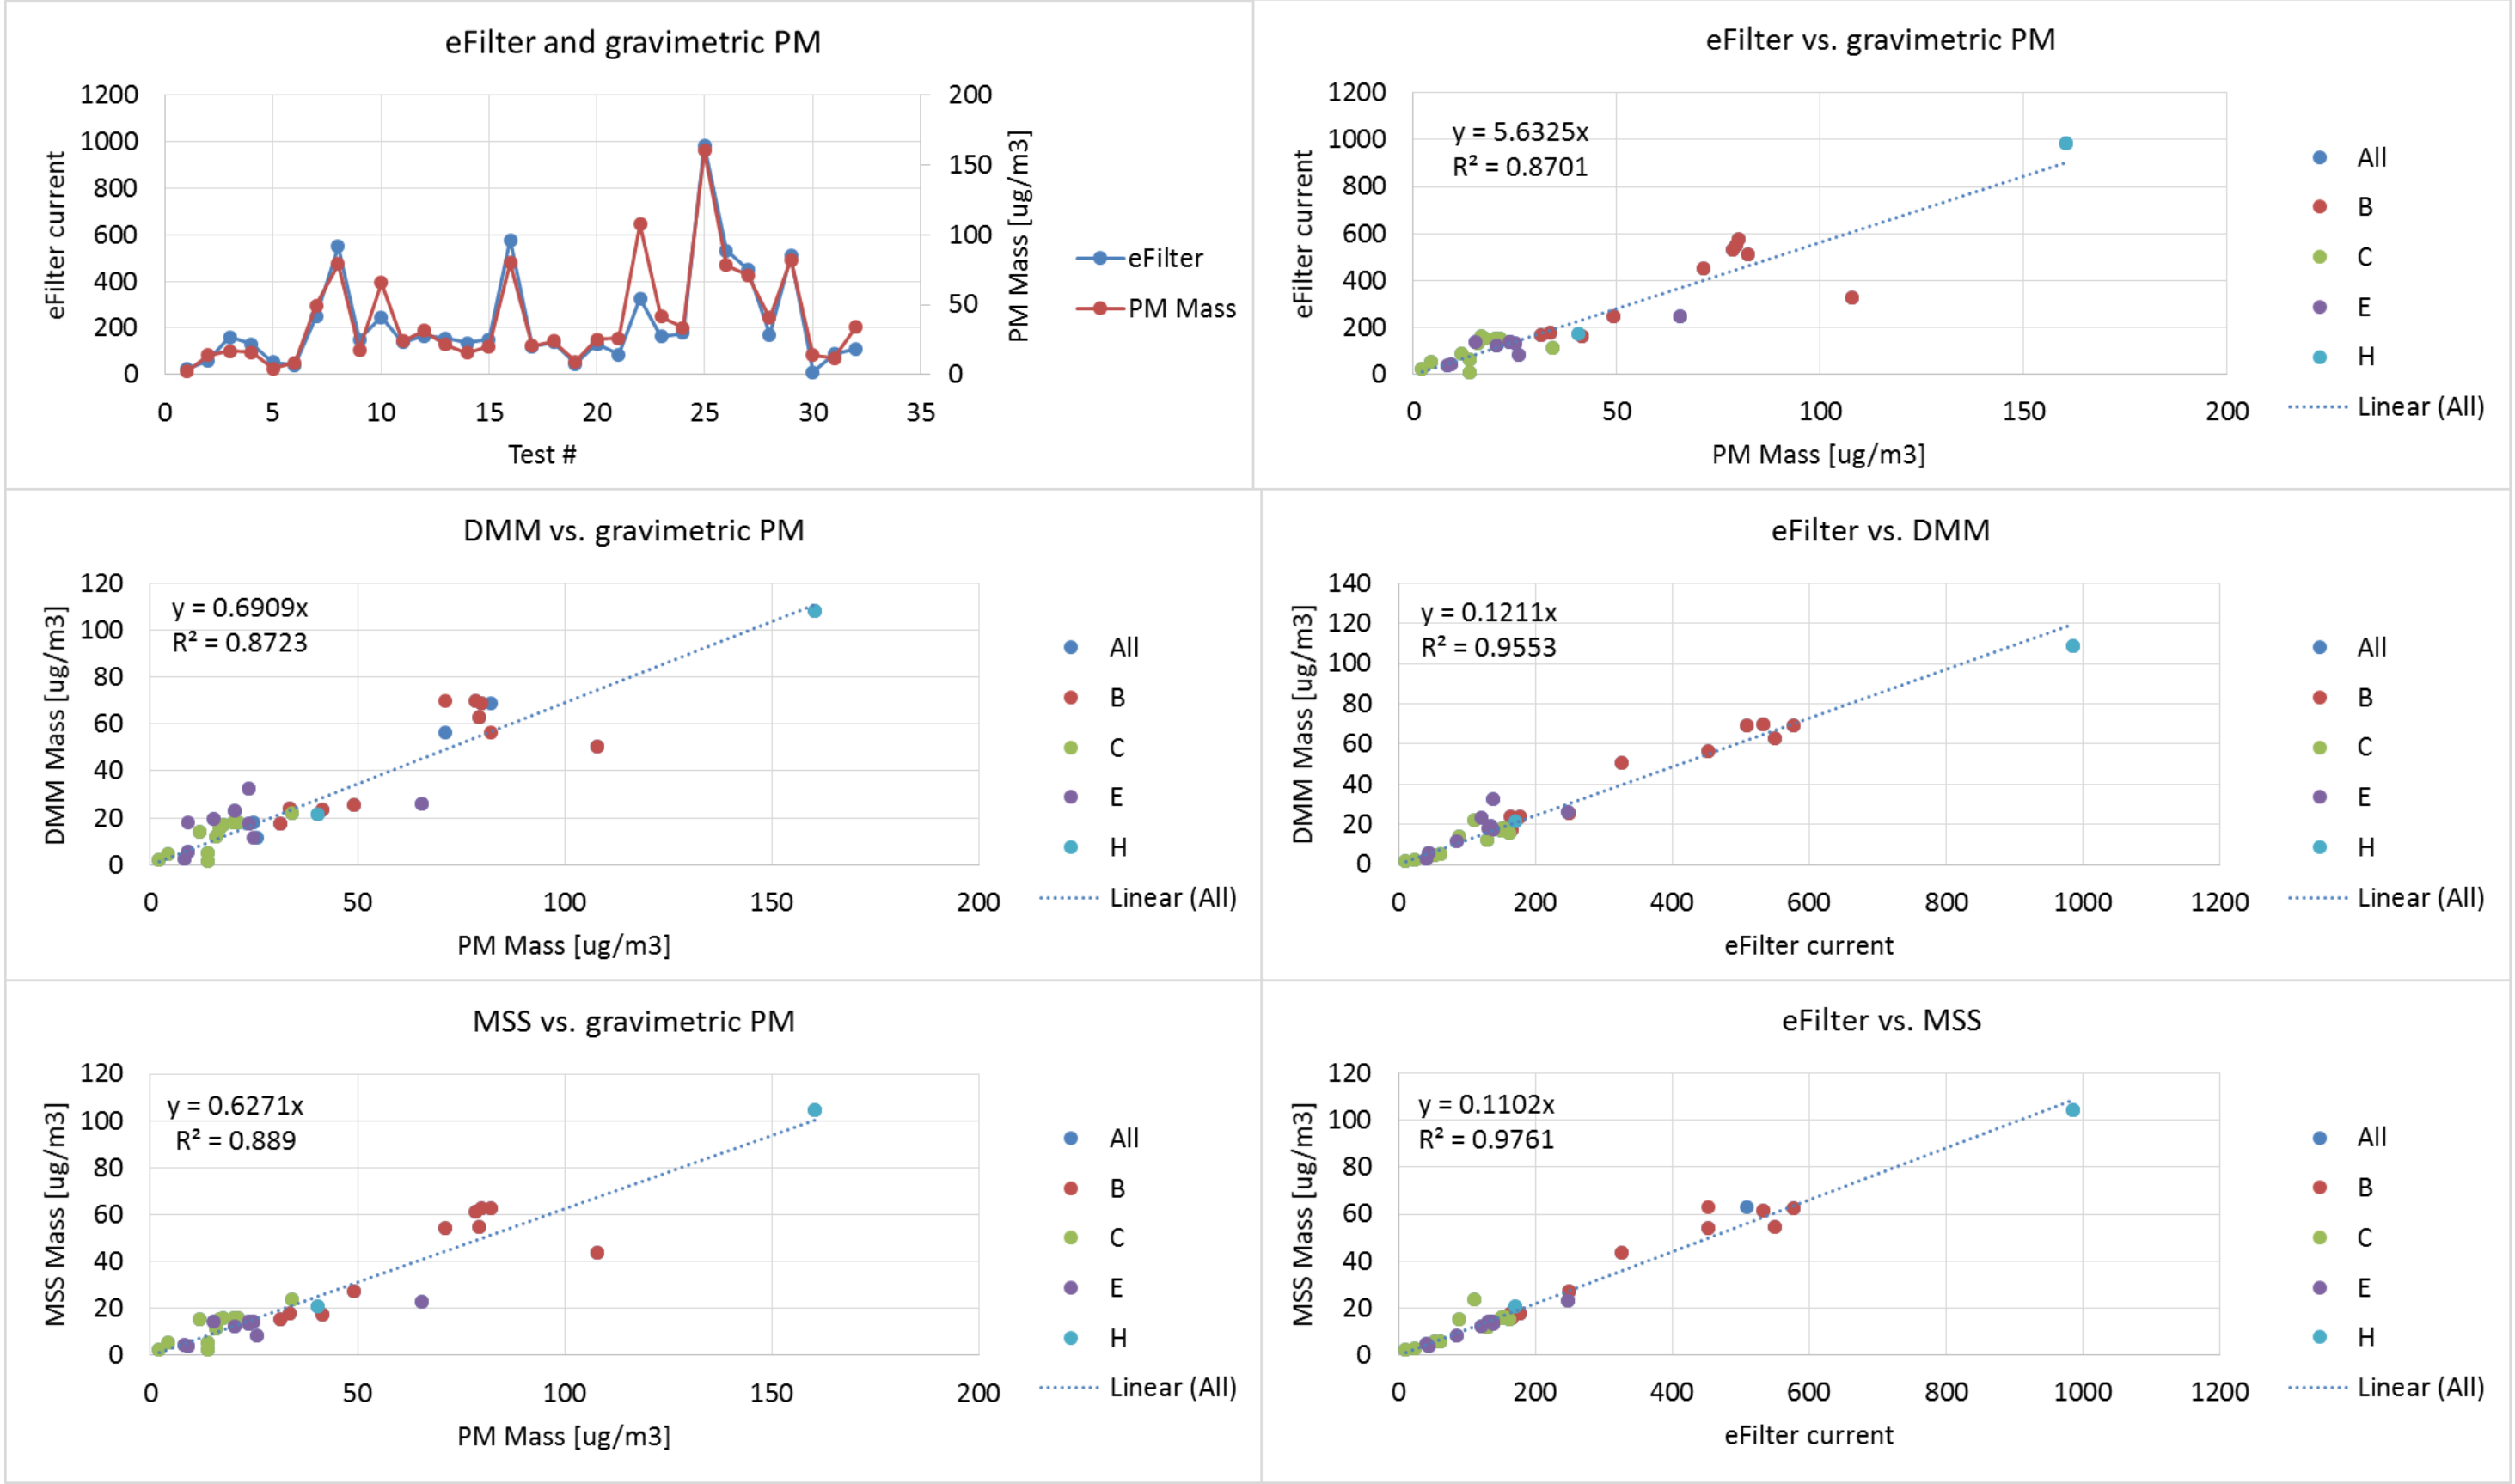 eFilter and gravimetric PM
1200
1000
800
600
400
200
0
eFilter current
200
150
100
50
0
PM Mass [ug/m3]
0 5 10 15 20 25 30 35
Test #
eFilter
PM Mass
eFilter vs. gravimetric PM
y = 5.6325x
R² = 0.8701
1200
1000
800
600
400
200
0
eFilter current
0 50 100 150 200
PM Mass [ug/m3]
All
B
C
E
H
Linear (All)
DMM vs. gravimetric PM
y = 0.6909x
R² = 0.8723
120
100
80
60
40
20
0
DMM Mass [ug/m3]
0 50 100 150 200
PM Mass [ug/m3]
All
B
C
E
H
Linear (All)
eFilter vs. DMM
y = 0.1211x
R² = 0.9553
140
120
100
80
60
40
20
0
DMM Mass [ug/m3]
0 200 400 600 800 1000 1200
eFilter current
All
B
C
E
H
Linear (All)
MSS vs. gravimetric PM
y = 0.6271x
R² = 0.889
120
100
80
60
40
20
0
MSS Mass [ug/m3]
0 50 100 150 200
PM Mass [ug/m3]
All
B
C
E
H
Linear (All)
eFilter vs. MSS
y = 0.1102x
R² = 0.9761
120
100
80
60
40
20
0
MSS Mass [ug/m3]
0 200 400 600 800 1000 1200
eFilter current
All
B
C
E
H
Linear (All)